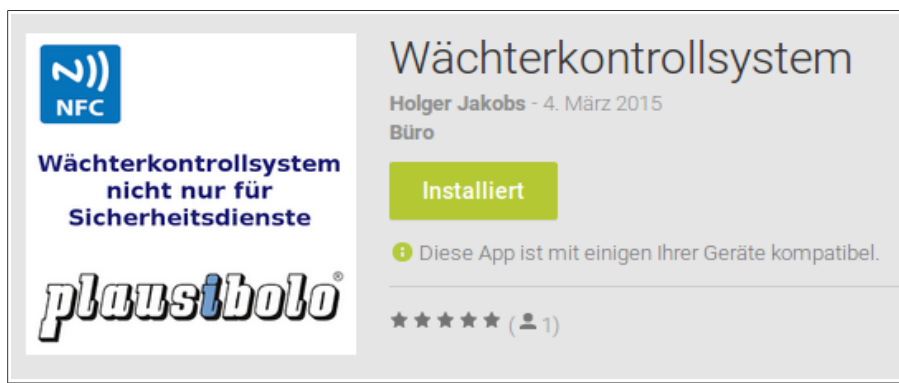 NFC
Wächterkontrollsystem
nicht nur für
Sicherheitsdienste
plausibolo®
Wächterkontrollsystem
Holger Jakobs - 4. März 2015
Büro
Installiert
Diese App ist mit einigen Ihrer Geräte kompatibel.
(1)